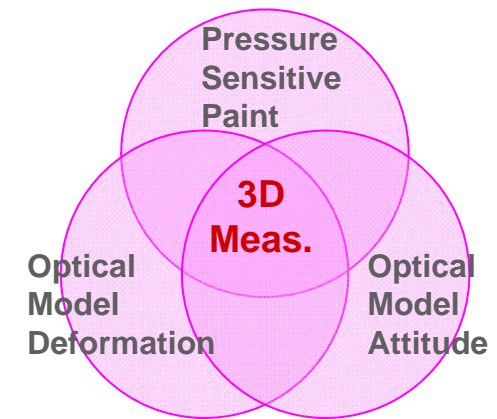 Pressure
Sensitive
Paint
3D
Meas.
Optical
Model
Deformation
Optical
Model
Attitude